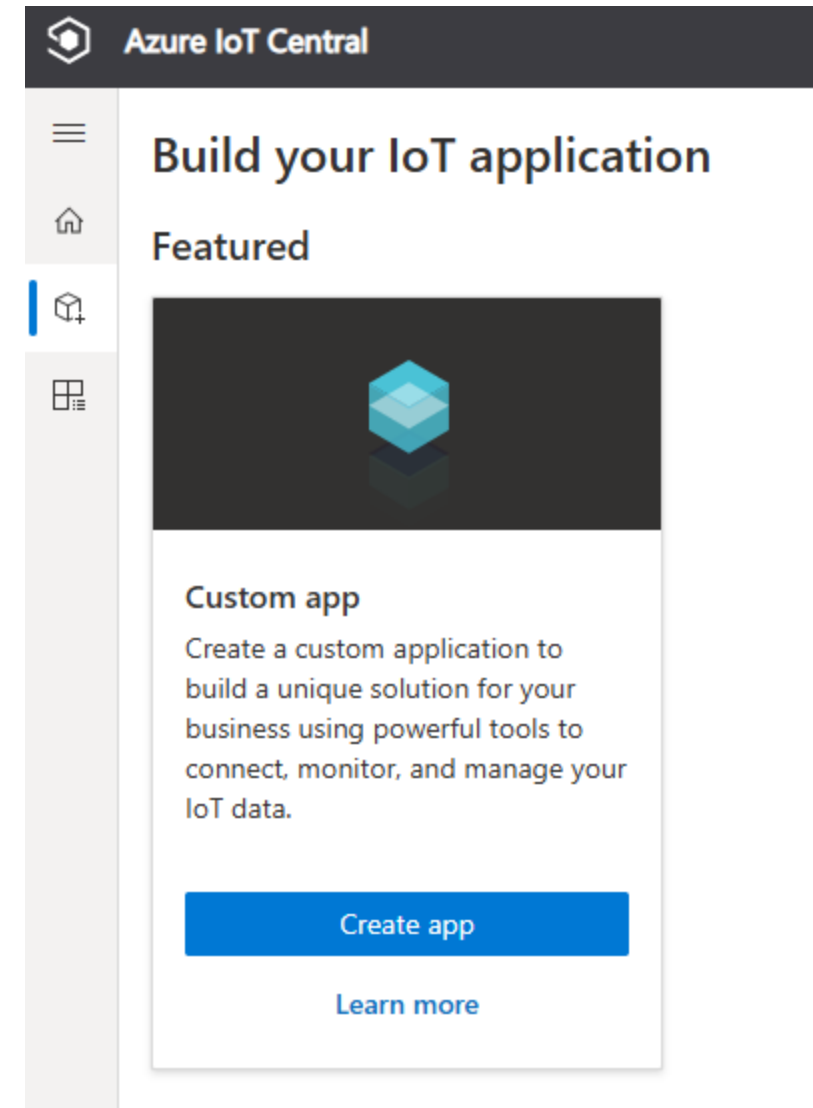 Azure IoT Central
Build your IoT application
Featured
Custom app
Create a custom application to
build a unique solution for your
business using powerful tools to
connect, monitor, and manage your
IoT data.
Create app
Learn more